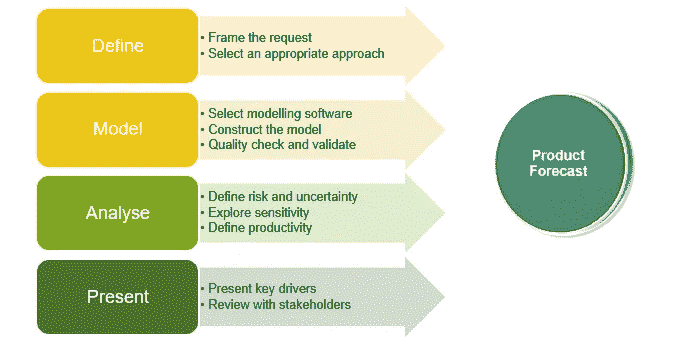 Define
• Frame the request
• Select an appropriate approach
Model
• Select modelling software
• Construct the model
• Quality check and validate
Analyse
• Define risk and uncertainty
• Explore sensitivity
• Define productivity
Present
• Present key drivers
• Review with stakeholders
Product
Forecast